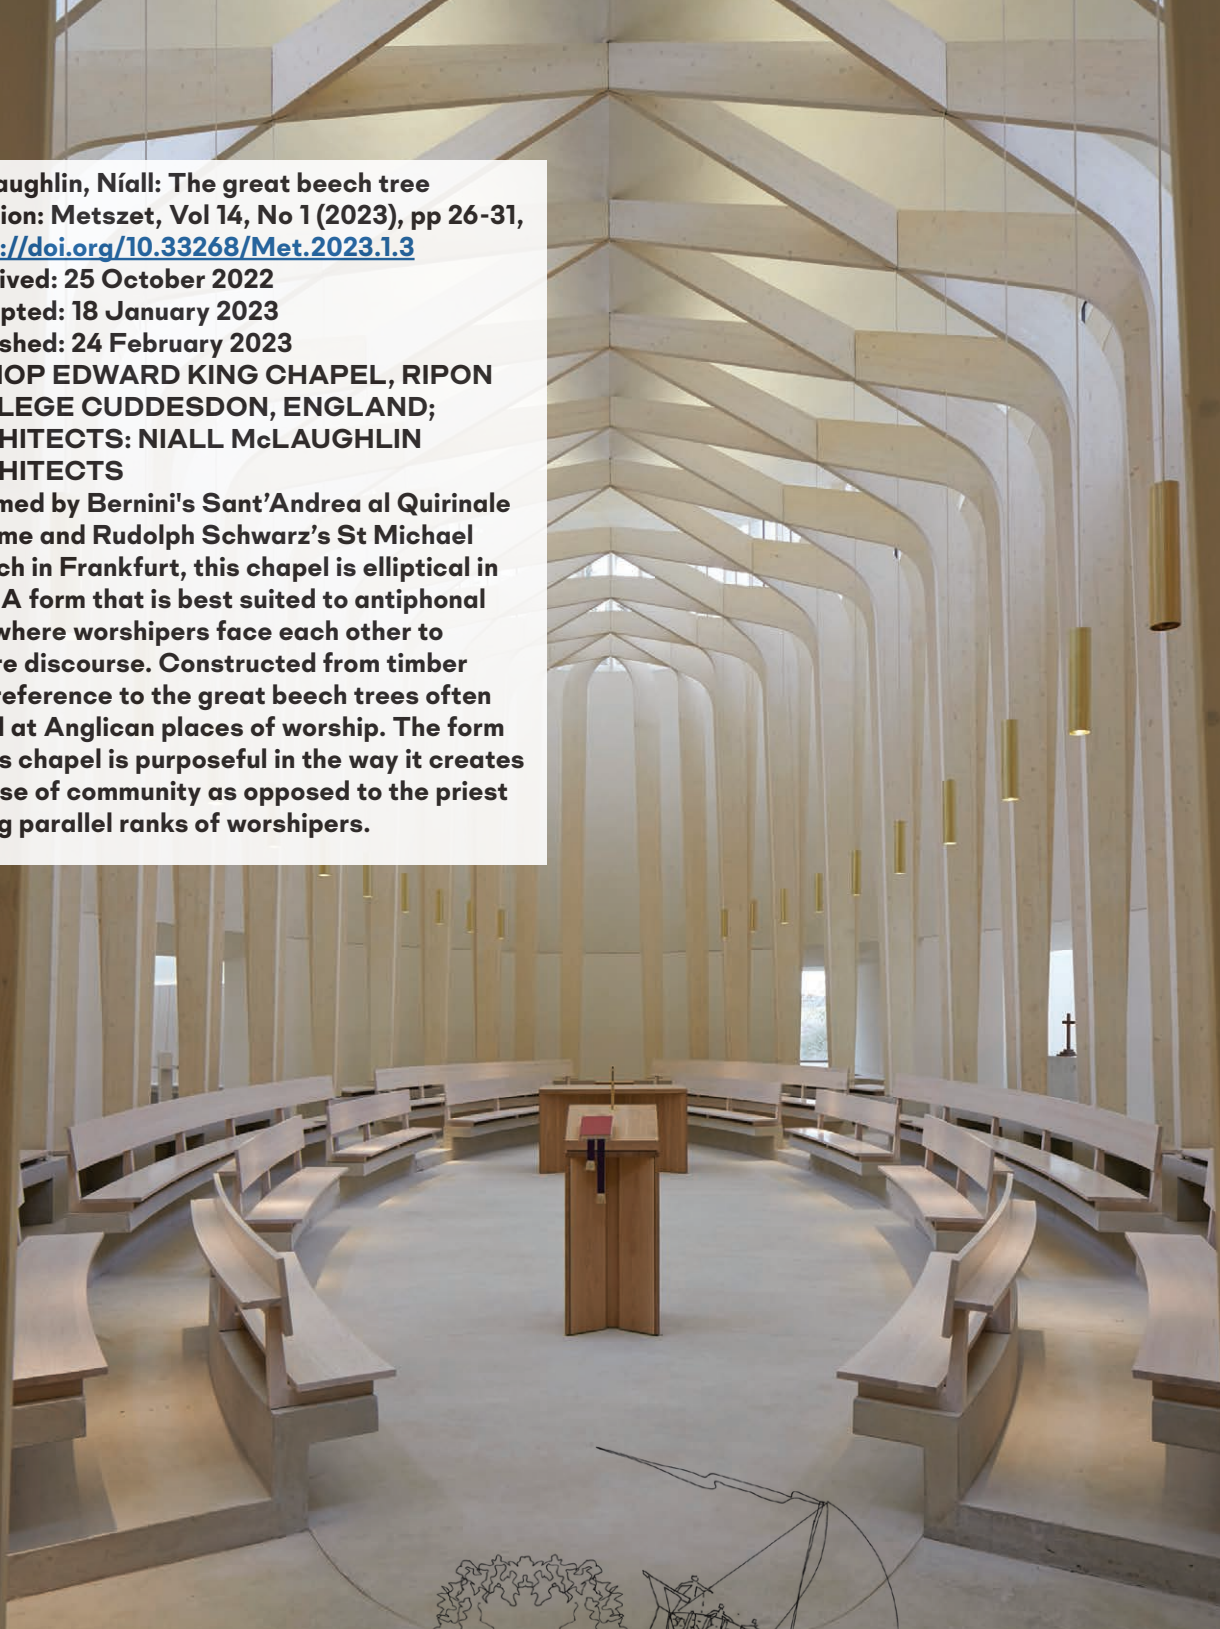 aughlin, Níall: The great beech tree
ion: Metszet, Vol 14, No 1 (2023), pp 26-31,
://doi.org/10.33268/Met.2023.1.3
ived: 25 October 2022
pted: 18 January 2023
shed: 24 February 2023
HOP EDWARD KING CHAPEL, RIPON
LEGE CUDDESDON, ENGLAND;
HITECTS: NIALL McLAUGHLIN
HITECTS
med by Bernini's Sant’Andrea al Quirinale
me and Rudolph Schwarz’s St Michael
ch in Frankfurt, this chapel is elliptical in
A form that is best suited to antiphonal
where worshipers face each other to
re discourse. Constructed from timber
reference to the great beech trees often
d at Anglican places of worship. The form
s chapel is purposeful in the way it creates
se of community as opposed to the priest
g parallel ranks of worshipers.